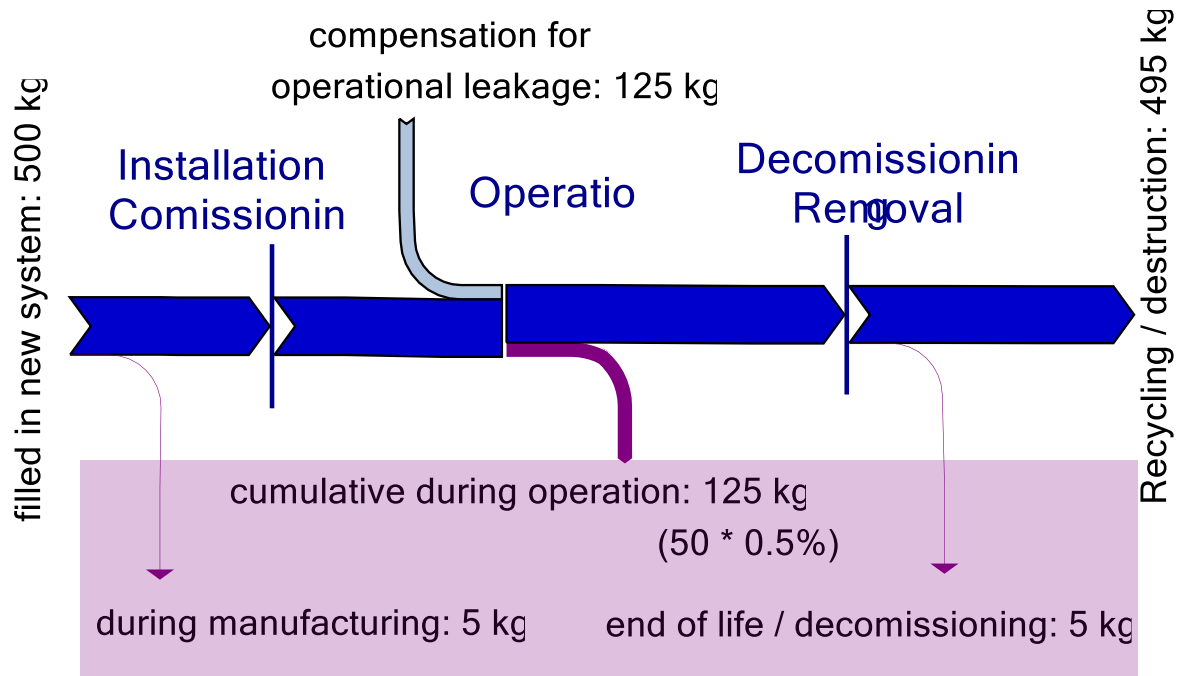 compensation for
operational leakage: 125 kg
filled in new system: 500 kg
Installation
Comissionin
Operatio
Decomissionin
g
Removal
Recycling / destruction: 495 kg
cumulative during operation: 125 kg
(50 * 0.5%)
during manufacturing: 5 kg
end of life / decomissioning: 5 kg